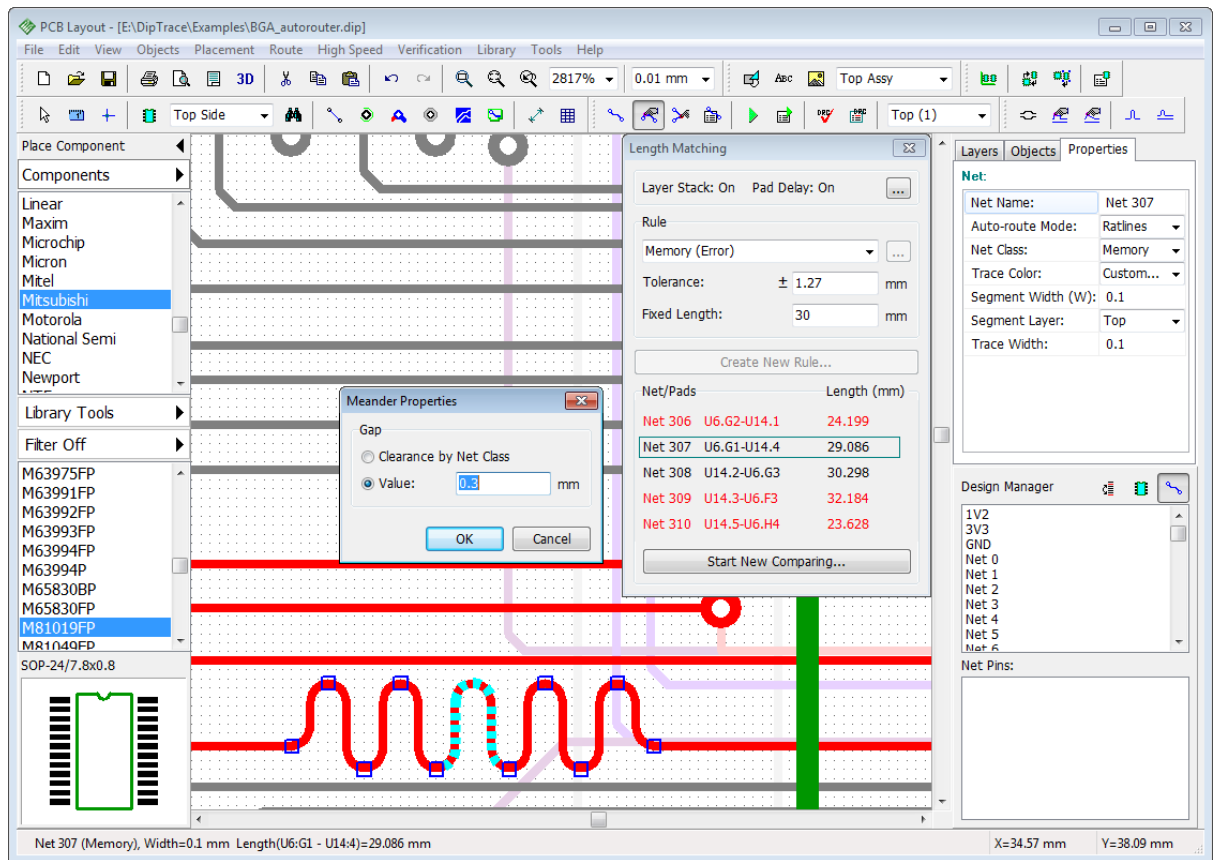 PCB Layout - [E:\DipTrace\Examples\BGA_autorouter.dip]
File Edit View Objects Placement Route High Speed Verification Library Tools Help
3D 2817% 0.01 mm ABC Top Assy
Top Side DRC ERC Top (1)
Place Component
Components
Linear
Maxim
Microchip
Micron
Mitel
Mitsubishi
Motorola
National Semi
NEC
Newport
NTE
Library Tools
Filter Off
M63975FP
M63991FP
M63992FP
M63993FP
M63994FP
M63994P
M65830BP
M65830FP
M81019FP
M81049FP
SOP-24/7.8x0.8
Meander Properties
Gap
Clearance by Net Class
Value: 0.3 mm
OK Cancel
Length Matching
Layer Stack: On Pad Delay: On ...
Rule
Memory (Error) ...
Tolerance: ± 1.27 mm
Fixed Length: 30 mm
Create New Rule...
Net/Pads Length (mm)
Net 306 U6.G2-U14.1 24.199
Net 307 U6.G1-U14.4 29.086
Net 308 U14.2-U6.G3 30.298
Net 309 U14.3-U6.F3 32.184
Net 310 U14.5-U6.H4 23.628
Start New Comparing...
Layers Objects Properties
Net:
Net Name: Net 307
Auto-route Mode: Ratlines
Net Class: Memory
Trace Color: Custom...
Segment Width (W): 0.1
Segment Layer: Top
Trace Width: 0.1
Design Manager
1V2
3V3
GND
Net 0
Net 1
Net 2
Net 3
Net 4
Net 5
Net 6
Net Pins:
Net 307 (Memory), Width=0.1 mm Length(U6:G1 - U14:4)=29.086 mm X=34.57 mm Y=38.09 mm